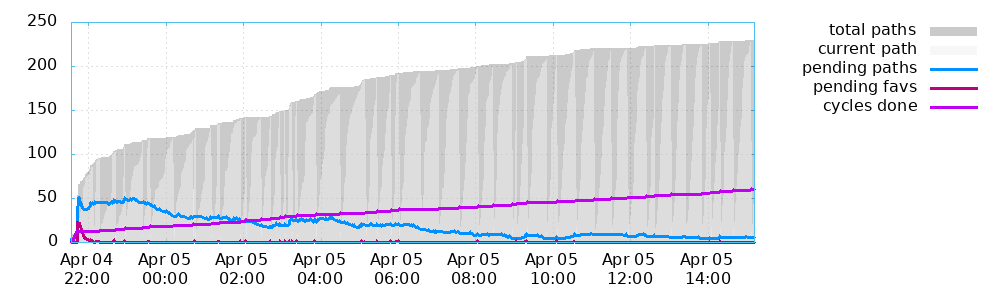 250
200
150
100
50
0
Apr 04 22:00
Apr 05 00:00
Apr 05 02:00
Apr 05 04:00
Apr 05 06:00
Apr 05 08:00
Apr 05 10:00
Apr 05 12:00
Apr 05 14:00
total paths
current path
pending paths
pending favs
cycles done